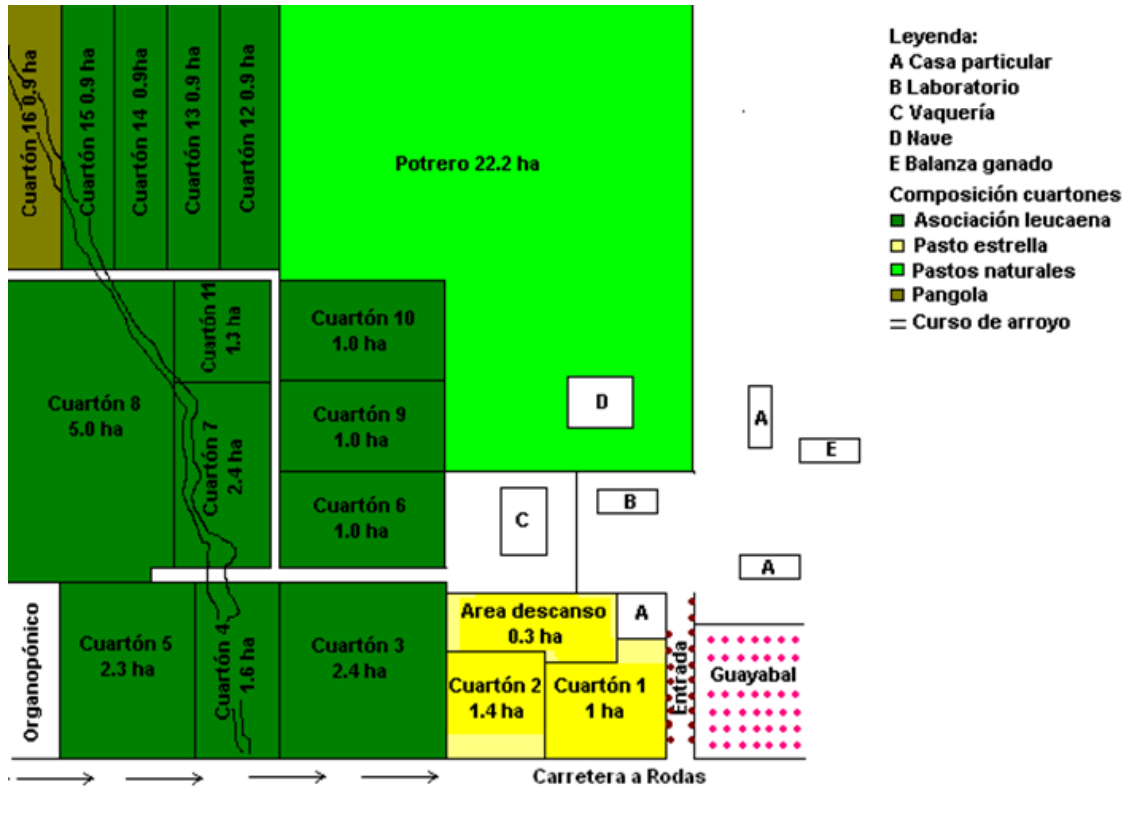 Cuartón 16 0.9 ha
Cuartón 15 0.9 ha
Cuartón 14 0.9ha
Cuartón 13 0.9 ha
Cuartón 12 0.9 ha
Potrero 22.2 ha
Leyenda:
A Casa particular
B Laboratorio
C Vaquería
D Nave
E Balanza ganado
Composición cuartones
Asociación leucaena
Pasto estrella
Pastos naturales
Pangola
Curso de arroyo
Cuartón 8
5.0 ha
Cuartón 11
1.3 ha
Cuartón 7
2.4 ha
Cuartón 10
1.0 ha
Cuartón 9
1.0 ha
Cuartón 6
1.0 ha
D
A
E
C
B
A
Organopónico
Cuartón 5
2.3 ha
Cuartón 4
1.6 ha
Cuartón 3
2.4 ha
Area descanso
0.3 ha
A
Cuartón 2
1.4 ha
Cuartón 1
1 ha
Entrada
Guayabal
Carretera a Rodas